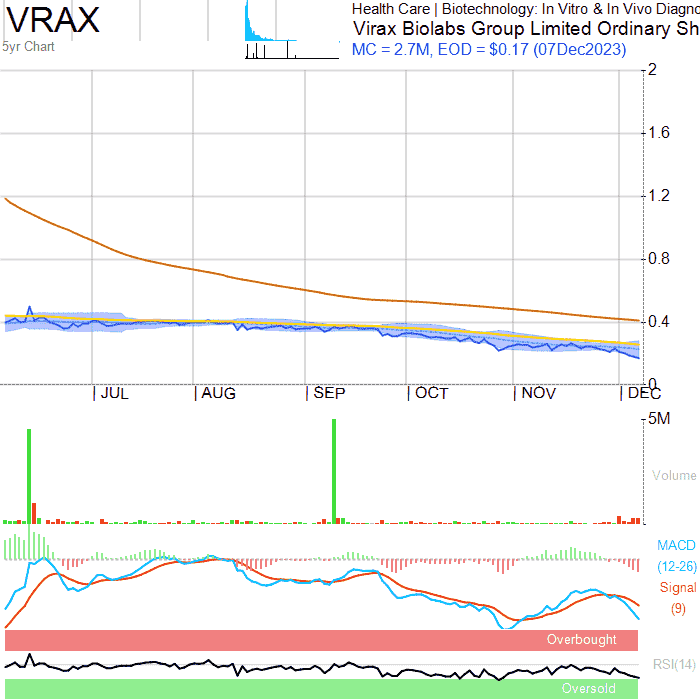 VRAX
5yr Chart
Health Care | Biotechnology: In Vitro & In Vivo Diagno
Virax Biolabs Group Limited Ordinary Sh
MC = 2.7M, EOD = $0.17 (07Dec2023)
2
1.6
1.2
0.8
0.4
0
JUL AUG SEP OCT NOV DEC
5M
Volume
MACD
(12-26)
Signal
(9)
Overbought
RSI(14)
Oversold